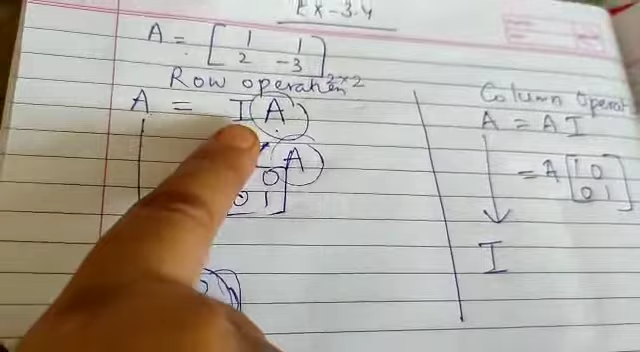 Ex-3.4
A = [ 1 1
2 -3 ] 2×2
Row operation
A = I A
A
0
0 1
Column Operat
A = A I
= A [ 1 0
0 1 ]
I